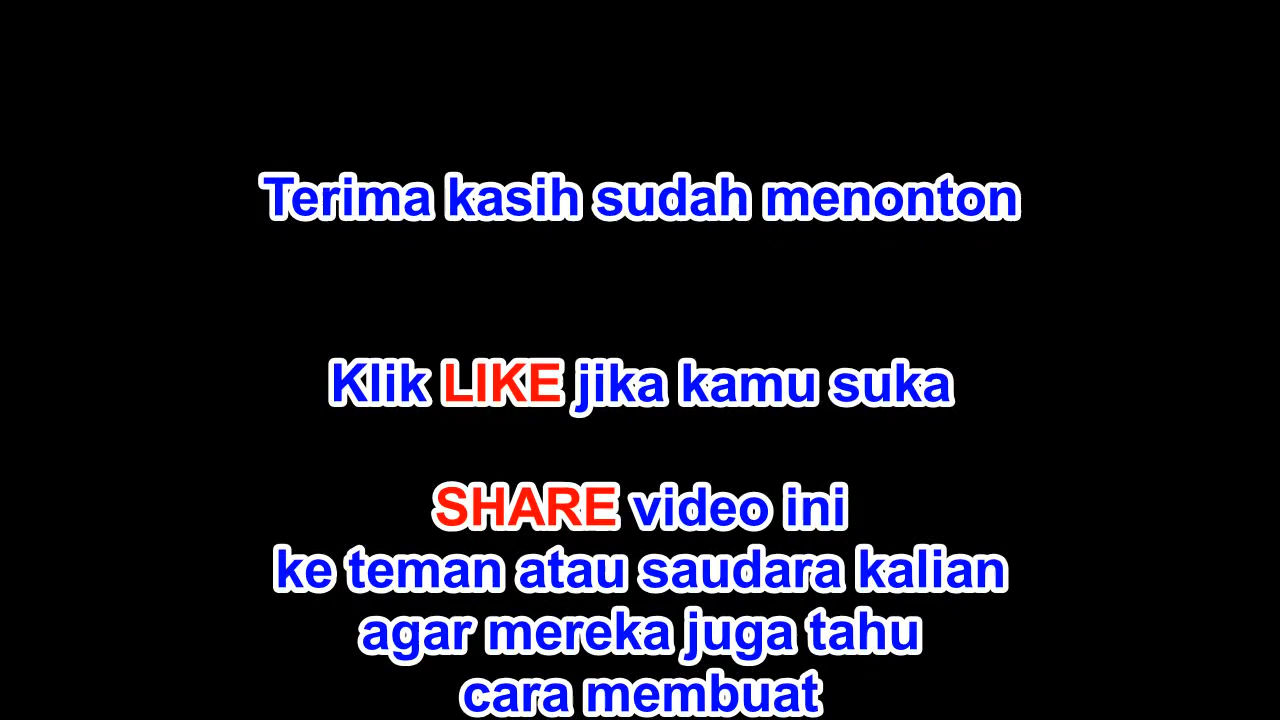 Terima kasih sudah menonton
Klik LIKE jika kamu suka
SHARE video ini
ke teman atau saudara kalian
agar mereka juga tahu
cara membuat